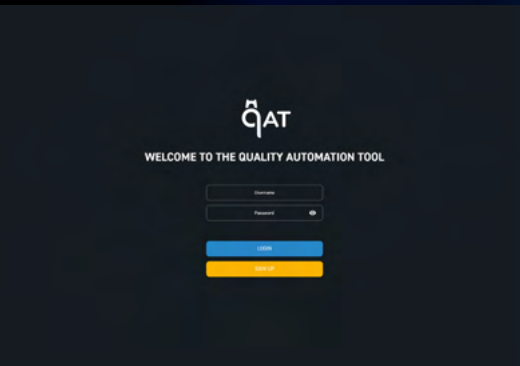 qAT
WELCOME TO THE QUALITY AUTOMATION TOOL
Username
Password
LOGIN
SIGN UP